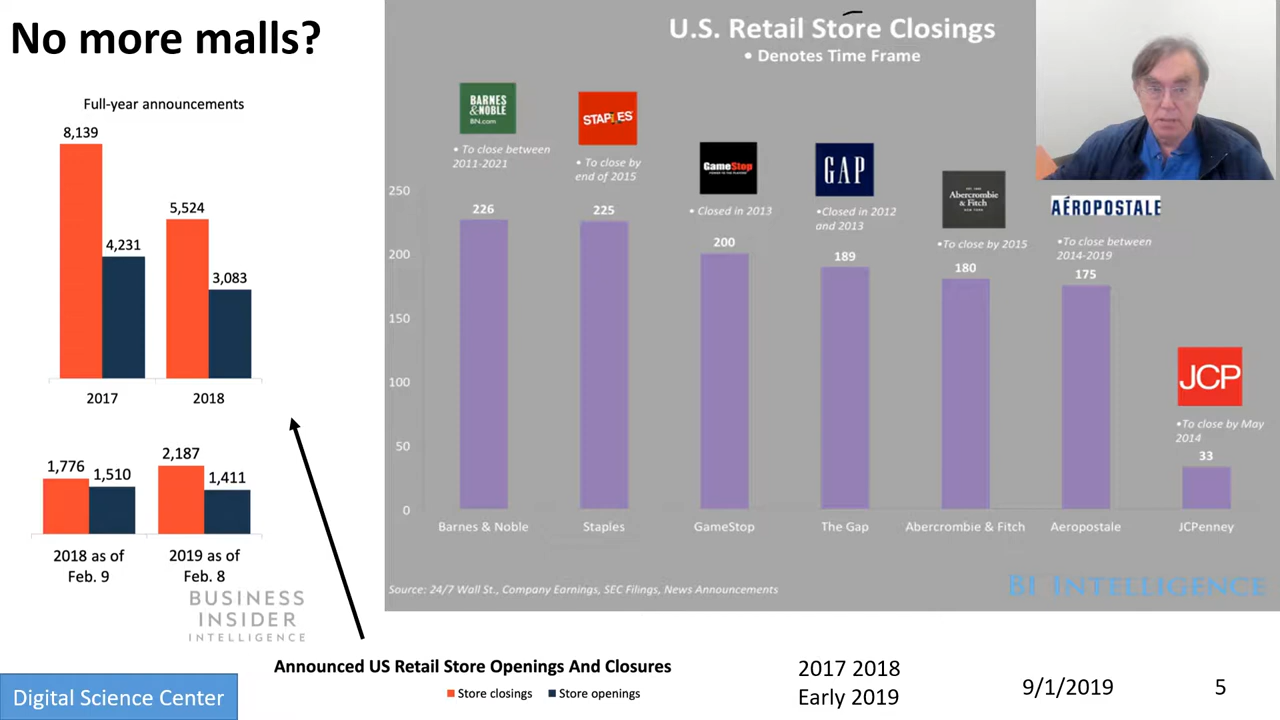 No more malls?
Full-year announcements
8,139
4,231
5,524
3,083
2017
2018
1,776
1,510
2,187
1,411
2018 as of
Feb. 9
2019 as of
Feb. 8
BUSINESS
INSIDER
INTELLIGENCE
U.S. Retail Store Closings
• Denotes Time Frame
BARNES
&NOBLE
BN.com
• To close between
2011-2021
STAPLES
• To close by
end of 2015
GameStop
• Closed in 2013
GAP
•Closed in 2012
and 2013
Abercrombie
& Fitch
NEW YORK
•To close by 2015
AÉROPOSTALE
•To close between
2014-2019
JCP
•To close by May
2014
250
200
150
100
50
0
226
225
200
189
180
175
33
Barnes & Noble
Staples
GameStop
The Gap
Abercrombie & Fitch
Aeropostale
JCPenney
Source: 24/7 Wall St., Company Earnings, SEC Filings, News Announcements
BI INTELLIGENCE
Announced US Retail Store Openings And Closures
Store closings
Store openings
2017 2018
Early 2019
Digital Science Center
9/1/2019
5